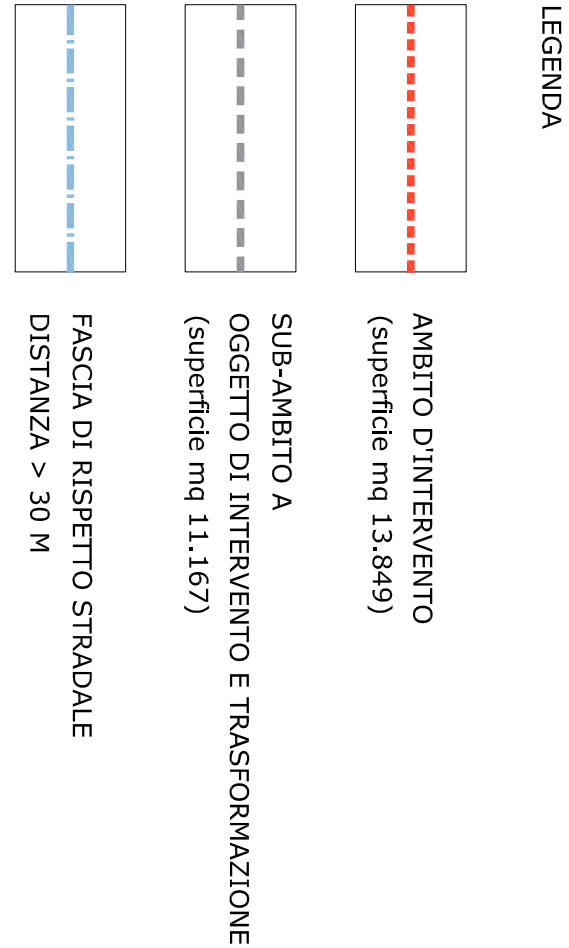 LEGENDA
AMBITO D'INTERVENTO
(superficie mq 13.849)
SUB-AMBITO A
OGGETTO DI INTERVENTO E TRASFORMAZIONE
(superficie mq 11.167)
FASCIA DI RISPETTO STRADALE
DISTANZA > 30 M